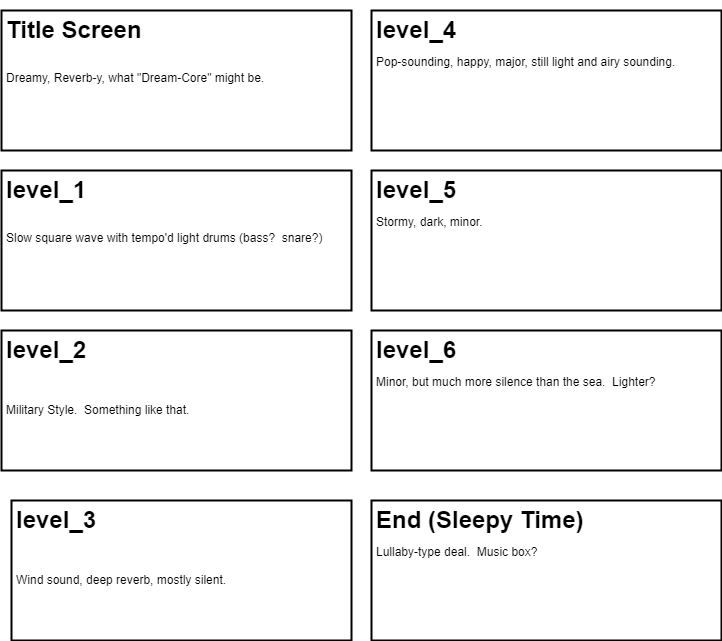 Title Screen
Dreamy, Reverb-y, what "Dream-Core" might be.
level_1
Slow square wave with tempo'd light drums (bass?  snare?)
level_2
Military Style.  Something like that.
level_3
Wind sound, deep reverb, mostly silent.
level_4
Pop-sounding, happy, major, still light and airy sounding.
level_5
Stormy, dark, minor.
level_6
Minor, but much more silence than the sea.  Lighter?
End (Sleepy Time)
Lullaby-type deal.  Music box?